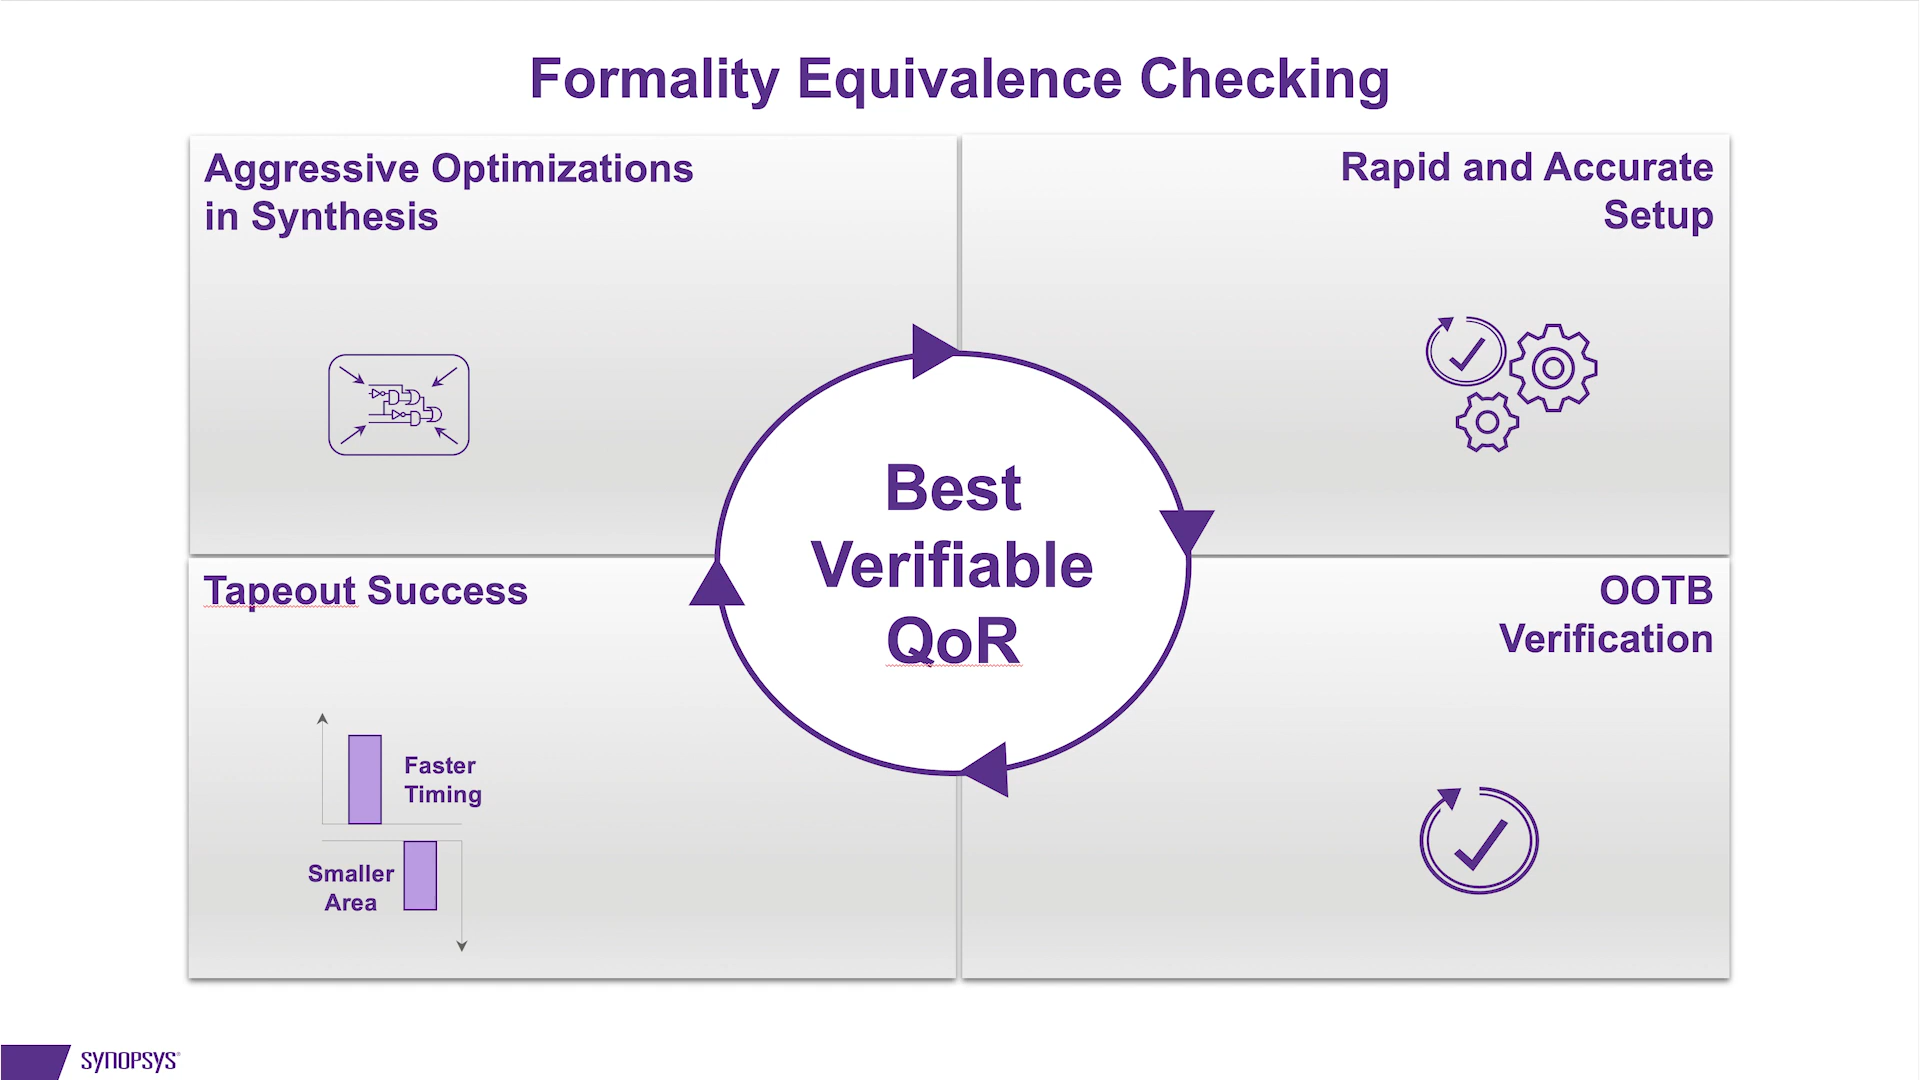 Formality Equivalence Checking
Aggressive Optimizations
in Synthesis
Rapid and Accurate
Setup
Best
Verifiable
QoR
Tapeout Success
Faster
Timing
Smaller
Area
OOTB
Verification
SYNOPSYS®